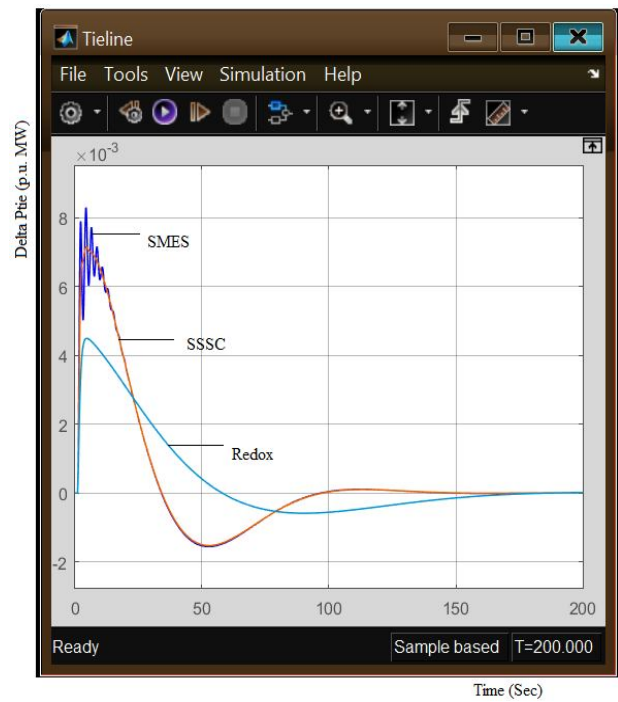 Tieline
File Tools View Simulation Help
Delta Ptie (p.u. MW)
×10-3
8
6
4
2
0
-2
SMES
SSSC
Redox
0 50 100 150 200
Ready Sample based T=200.000
Time (Sec)